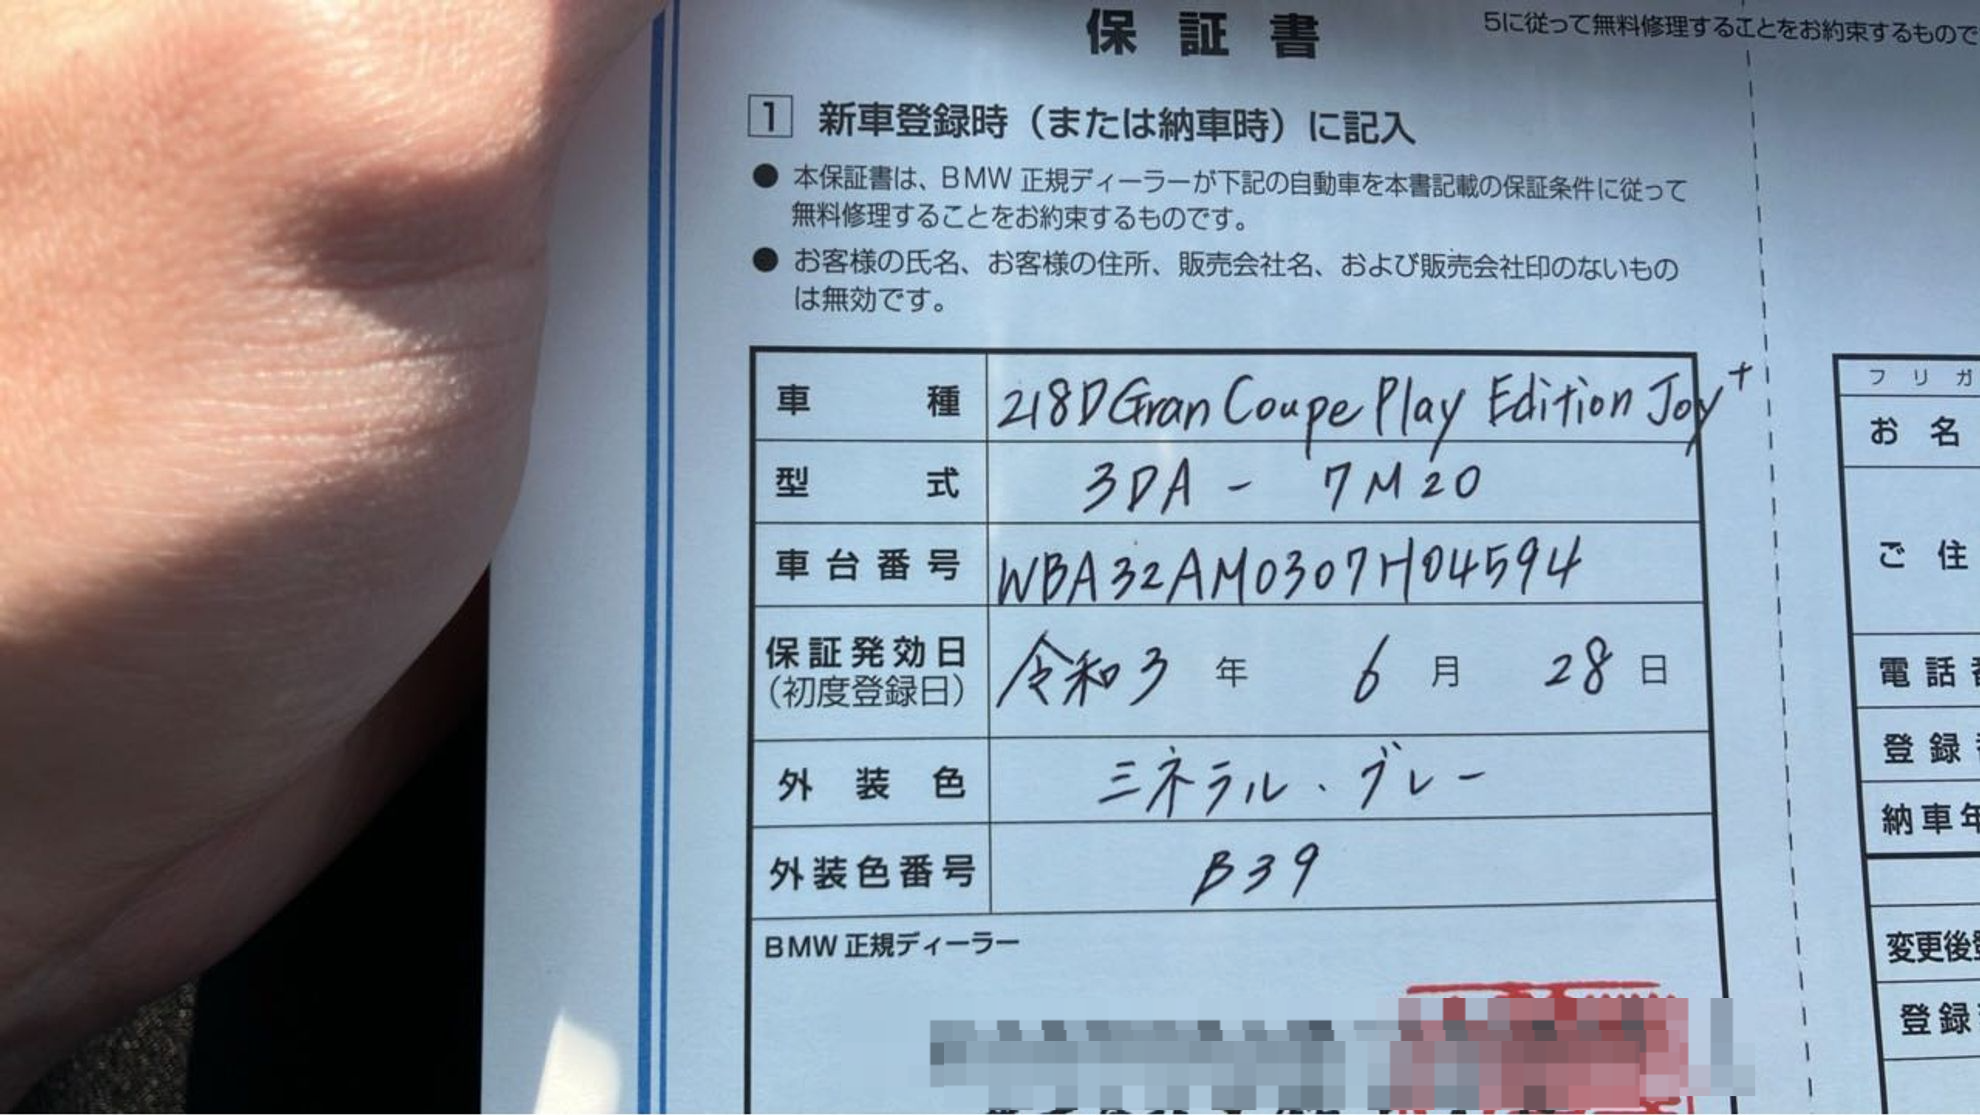 保証書
5に従って無料修理することをお約束するもので
1 新車登録時（または納車時）に記入
● 本保証書は、BMW 正規ディーラーが下記の自動車を本書記載の保証条件に従って
無料修理することをお約束するものです。
● お客様の氏名、お客様の住所、販売会社名、および販売会社印のないもの
は無効です。
車種 218D Gran Coupe Play Edition Joy+
型式 3DA - 7M20
車台番号 WBA32AM0307H04594
保証発効日 令和3年 6月 28日
（初度登録日）
外装色 ミネラル・グレー
外装色番号 B39
BMW 正規ディーラー
フリガ
お名
ご住
電話
登録
納車年
変更後
登録